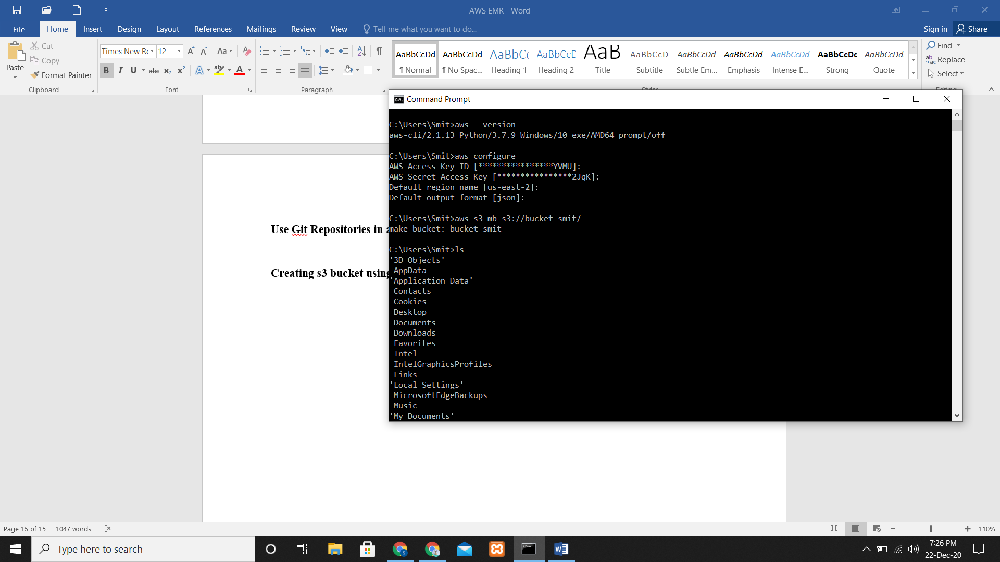 AWS EMR - Word
File Home Insert Design Layout References Mailings Review View Tell me what you want to do... Sign in Share
Paste
Cut
Copy
Format Painter
Clipboard
Times New Ro 12
Font
Paragraph
AaBbCcDd AaBbCcDd AaBbCc AaBbCcD AaB AaBbCcD AaBbCcDd AaBbCcDd AaBbCcDd AaBbCcDc AaBbCcDd
¶ Normal ¶ No Spac... Heading 1 Heading 2 Title Subtitle Subtle Em... Emphasis Intense E... Strong Quote
Find
Replace
Select
Command Prompt
C:\Users\Smit>aws --version
aws-cli/2.1.13 Python/3.7.9 Windows/10 exe/AMD64 prompt/off
C:\Users\Smit>aws configure
AWS Access Key ID [****************YVMU]:
AWS Secret Access Key [****************2JqK]:
Default region name [us-east-2]:
Default output format [json]:
C:\Users\Smit>aws s3 mb s3://bucket-smit/
make_bucket: bucket-smit
C:\Users\Smit>ls
'3D Objects'
AppData
'Application Data'
Contacts
Cookies
Desktop
Documents
Downloads
Favorites
Intel
IntelGraphicsProfiles
Links
'Local Settings'
MicrosoftEdgeBackups
Music
'My Documents'
Use Git Repositories in
Creating s3 bucket using
Page 15 of 15 1047 words
110%
Type here to search
7:26 PM
22-Dec-20